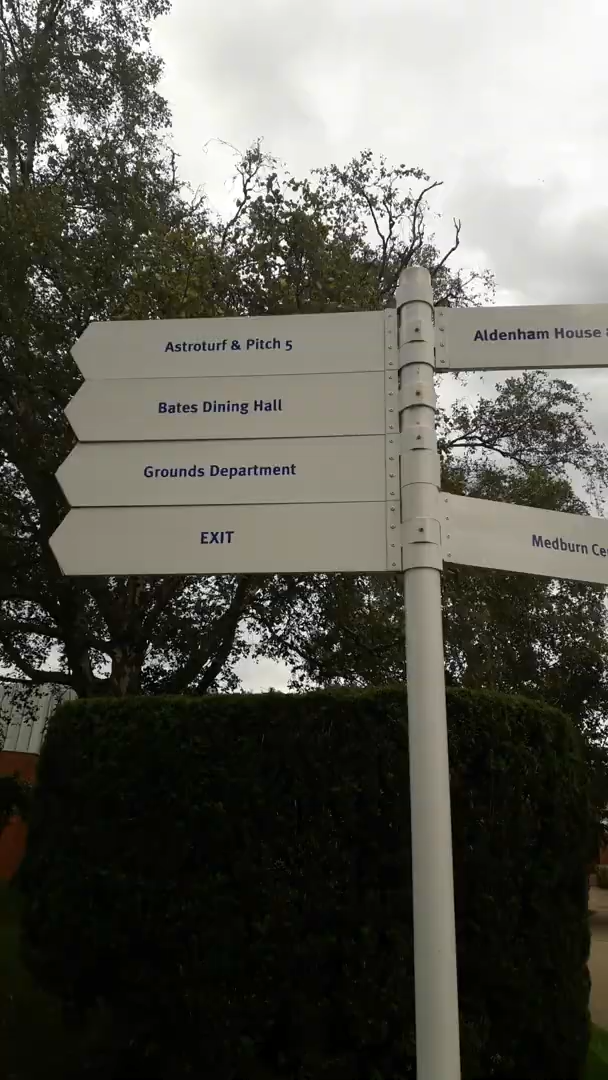 Astroturf & Pitch 5
Bates Dining Hall
Grounds Department
EXIT
Aldenham House
Medburn